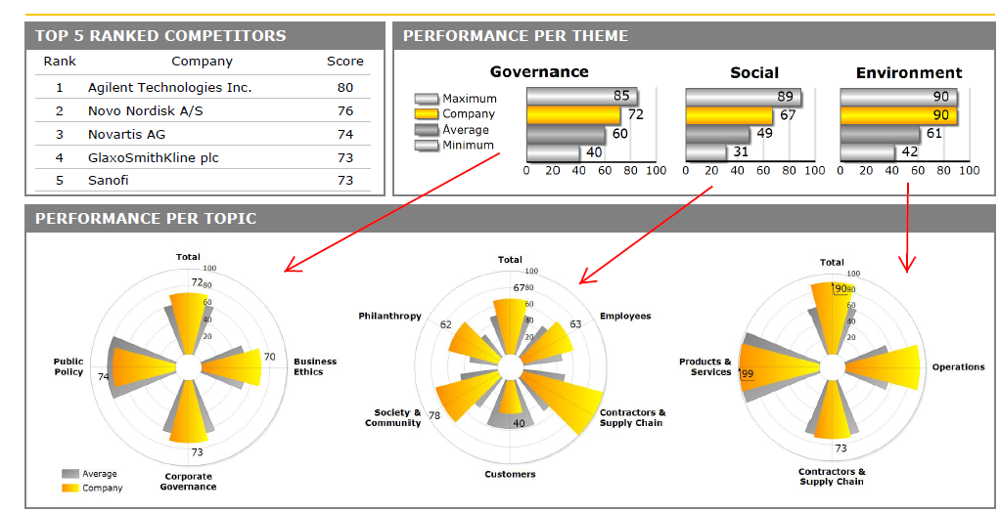 TOP 5 RANKED COMPETITORS
Rank Company Score
1 Agilent Technologies Inc. 80
2 Novo Nordisk A/S 76
3 Novartis AG 74
4 GlaxoSmithKline plc 73
5 Sanofi 73
PERFORMANCE PER THEME
Governance Social Environment
Maximum 85 89 90
Company 72 67 90
Average 60 49 61
Minimum 40 31 42
0 20 40 60 80 100 0 20 40 60 80 100 0 20 40 60 80 100
PERFORMANCE PER TOPIC
Total
100
72 80
60
40
20
Public
Policy
74
70
Business
Ethics
73
Corporate
Governance
Average
Company
Total
100
67 80
60
40
20
Philanthropy
62
63
Employees
Society &
Community
78
Contractors &
Supply Chain
40
Customers
Total
100
90 80
60
40
20
Products &
Services
99
Operations
73
Contractors &
Supply Chain